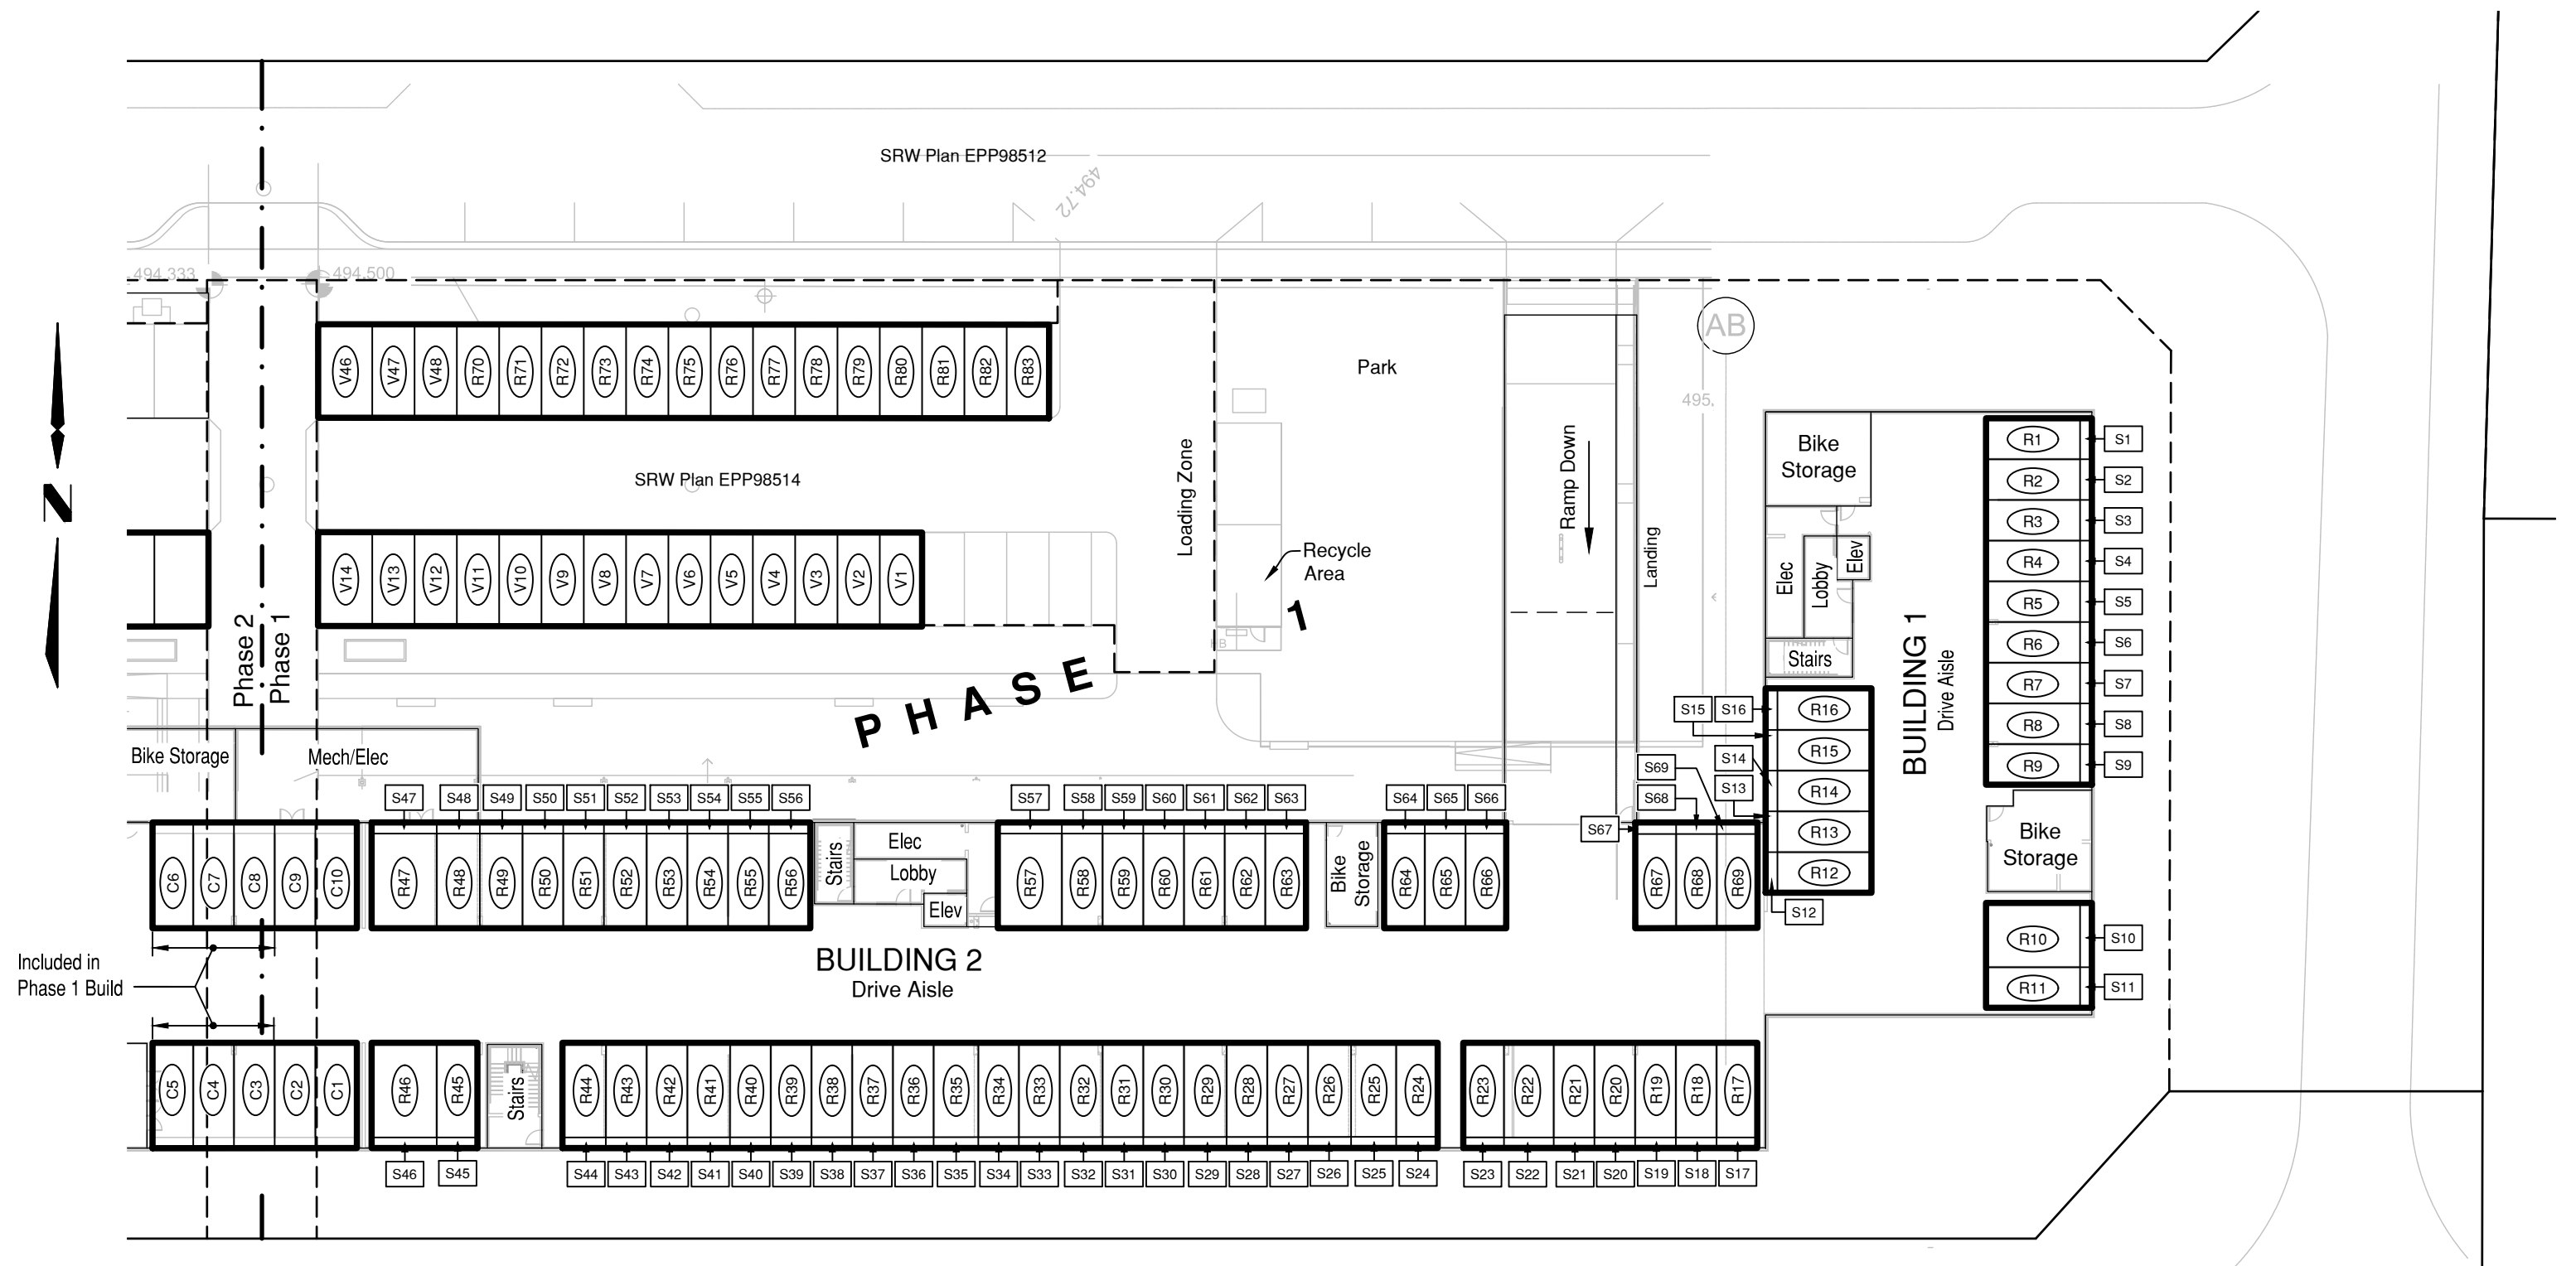 SRW Plan EPP98512
494.72
494.333
494.500
V46 V47 V48 R70 R71 R72 R73 R74 R75 R76 R77 R78 R79 R80 R81 R82 R83
AB
Park
495.
SRW Plan EPP98514
Loading Zone
Ramp Down
Landing
Recycle
Area
N
V14 V13 V12 V11 V10 V9 V8 V7 V6 V5 V4 V3 V2 V1
Phase 2
Phase 1
PHASE 1
Bike
Storage
Elec
Lobby
Elev
Stairs
BUILDING 1
Drive Aisle
R1 S1
R2 S2
R3 S3
R4 S4
R5 S5
R6 S6
R7 S7
R8 S8
R9 S9
Bike
Storage
R10 S10
R11 S11
S15 S16 R16
R15
S14 R14
S13 R13
R12
S12
Bike Storage
Mech/Elec
S47 S48 S49 S50 S51 S52 S53 S54 S55 S56
S57 S58 S59 S60 S61 S62 S63
S64 S65 S66
S69
S68
S67
C6 C7 C8 C9 C10
R47 R48 R49 R50 R51 R52 R53 R54 R55 R56
Stairs
Elec
Lobby
Elev
R57 R58 R59 R60 R61 R62 R63
Bike
Storage
R64 R65 R66
R67 R68 R69
Included in
Phase 1 Build
BUILDING 2
Drive Aisle
C5 C4 C3 C2 C1
R46 R45
Stairs
R44 R43 R42 R41 R40 R39 R38 R37 R36 R35 R34 R33 R32 R31 R30 R29 R28 R27 R26 R25 R24
R23 R22 R21 R20 R19 R18 R17
S46 S45
S44 S43 S42 S41 S40 S39 S38 S37 S36 S35 S34 S33 S32 S31 S30 S29 S28 S27 S26 S25 S24
S23 S22 S21 S20 S19 S18 S17